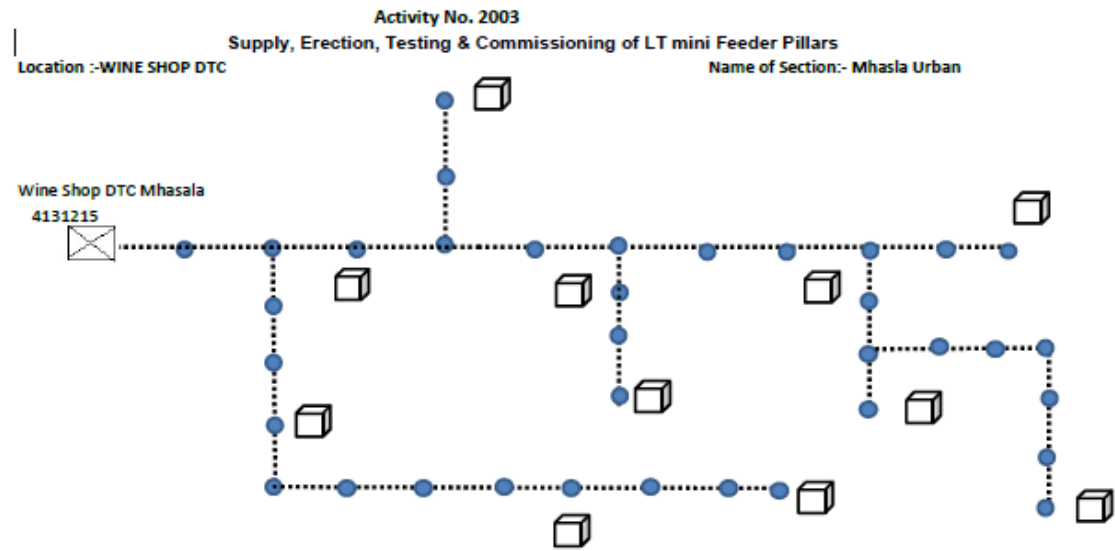 Activity No. 2003
Supply, Erection, Testing & Commissioning of LT mini Feeder Pillars
Location :-WINE SHOP DTC Name of Section:- Mhasla Urban
Wine Shop DTC Mhasala
4131215